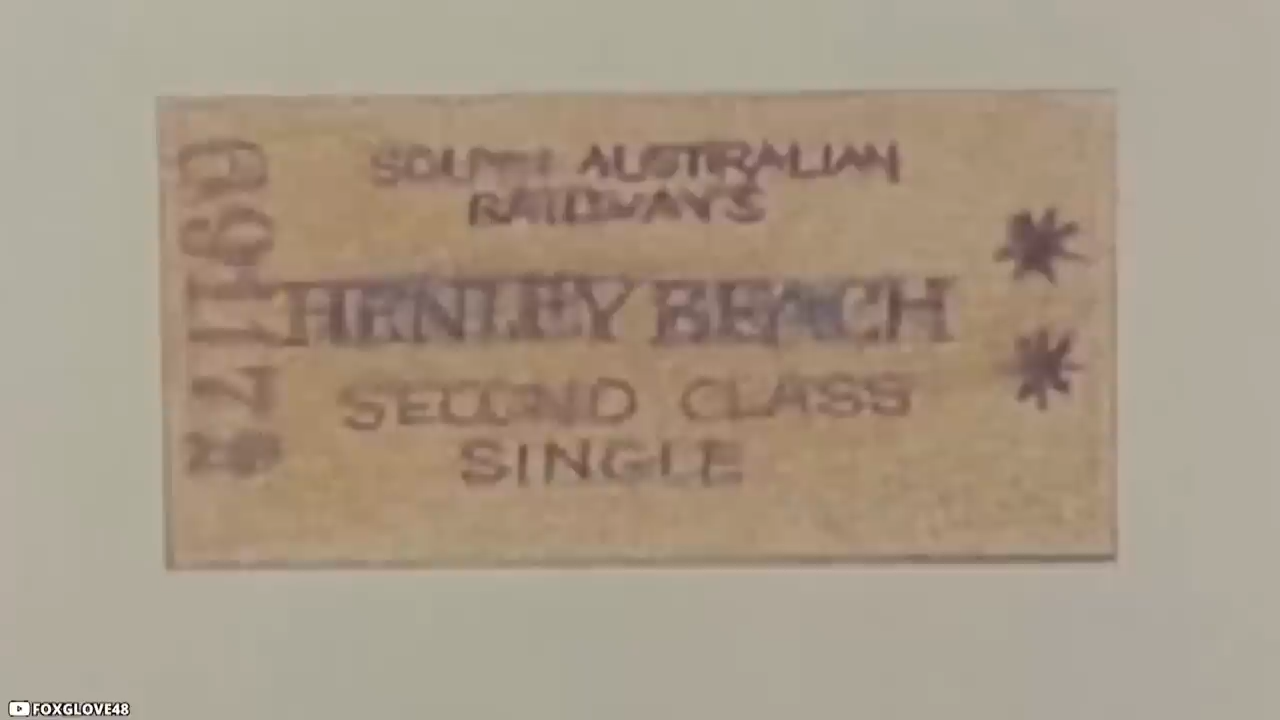 SOUTH AUSTRALIAN
RAILWAYS
HENLEY BEACH
SECOND CLASS
SINGLE
* *
FOXGLOVE48